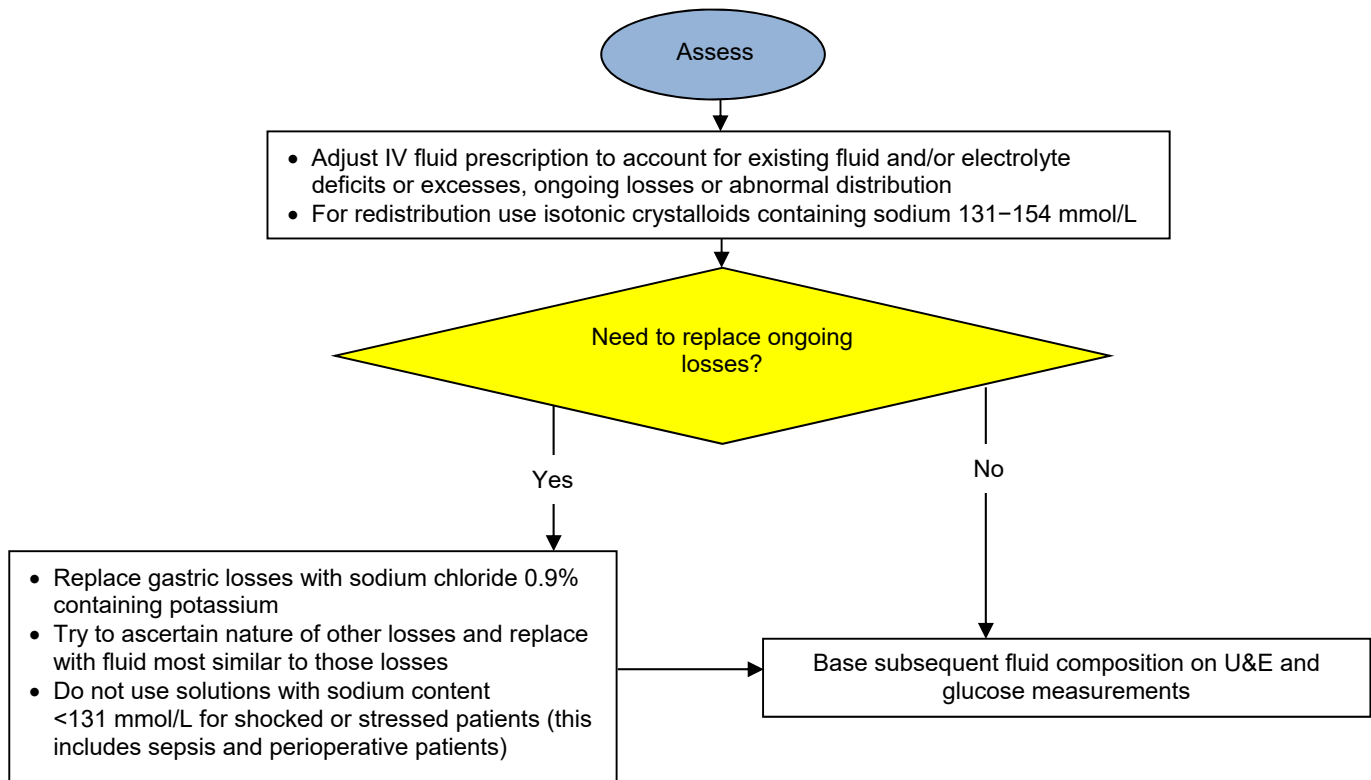 Assess
• Adjust IV fluid prescription to account for existing fluid and/or electrolyte
deficits or excesses, ongoing losses or abnormal distribution
• For redistribution use isotonic crystalloids containing sodium 131−154 mmol/L
Need to replace ongoing
losses?
Yes
No
• Replace gastric losses with sodium chloride 0.9%
containing potassium
• Try to ascertain nature of other losses and replace
with fluid most similar to those losses
• Do not use solutions with sodium content
<131 mmol/L for shocked or stressed patients (this
includes sepsis and perioperative patients)
Base subsequent fluid composition on U&E and
glucose measurements